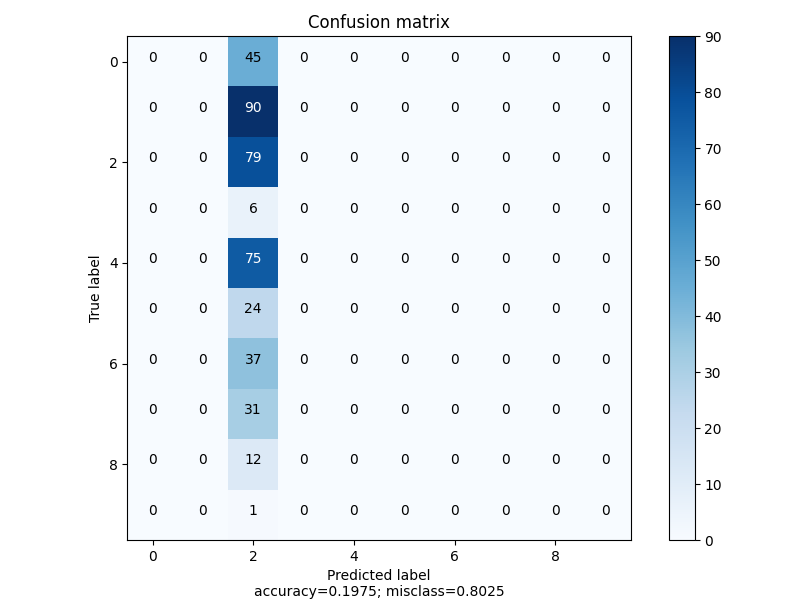 Confusion matrix
0 0 0 45 0 0 0 0 0 0 0 90
0 0 90 0 0 0 0 0 0 0 80
2 0 0 79 0 0 0 0 0 0 0 70
0 0 6 0 0 0 0 0 0 0 60
4 0 0 75 0 0 0 0 0 0 0 50
0 0 24 0 0 0 0 0 0 0 40
6 0 0 37 0 0 0 0 0 0 0 30
0 0 31 0 0 0 0 0 0 0 20
8 0 0 12 0 0 0 0 0 0 0 10
0 0 1 0 0 0 0 0 0 0 0
True label
0 2 4 6 8
Predicted label
accuracy=0.1975; misclass=0.8025